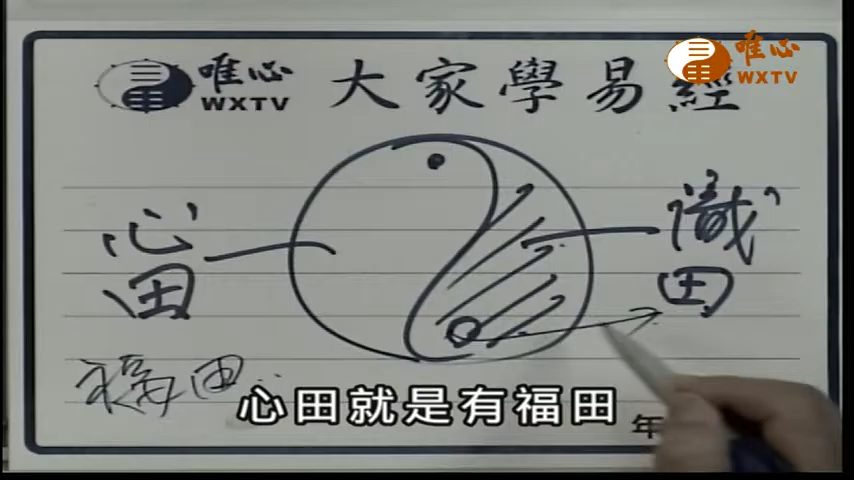 唯心 WXTV
大家學易經
唯心 WXTV
心田
識田
福田
心田就是有福田
年